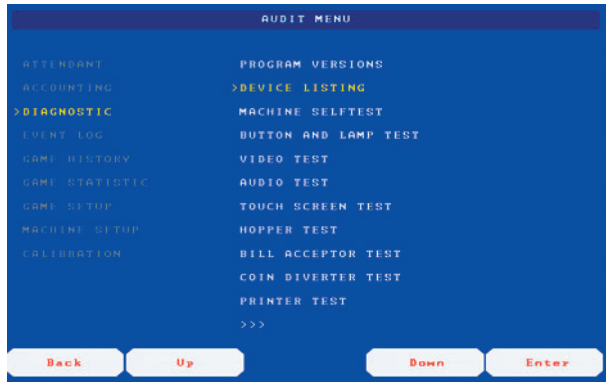 AUDIT MENU
ATTENDANT
ACCOUNTING
>DIAGNOSTIC
EVENT LOG
GAME HISTORY
GAME STATISTIC
GAME SETUP
MACHINE SETUP
CALIBRATION
PROGRAM VERSIONS
>DEVICE LISTING
MACHINE SELFTEST
BUTTON AND LAMP TEST
VIDEO TEST
AUDIO TEST
TOUCH SCREEN TEST
HOPPER TEST
BILL ACCEPTOR TEST
COIN DIVERTER TEST
PRINTER TEST
>>>
Back Up Down Enter